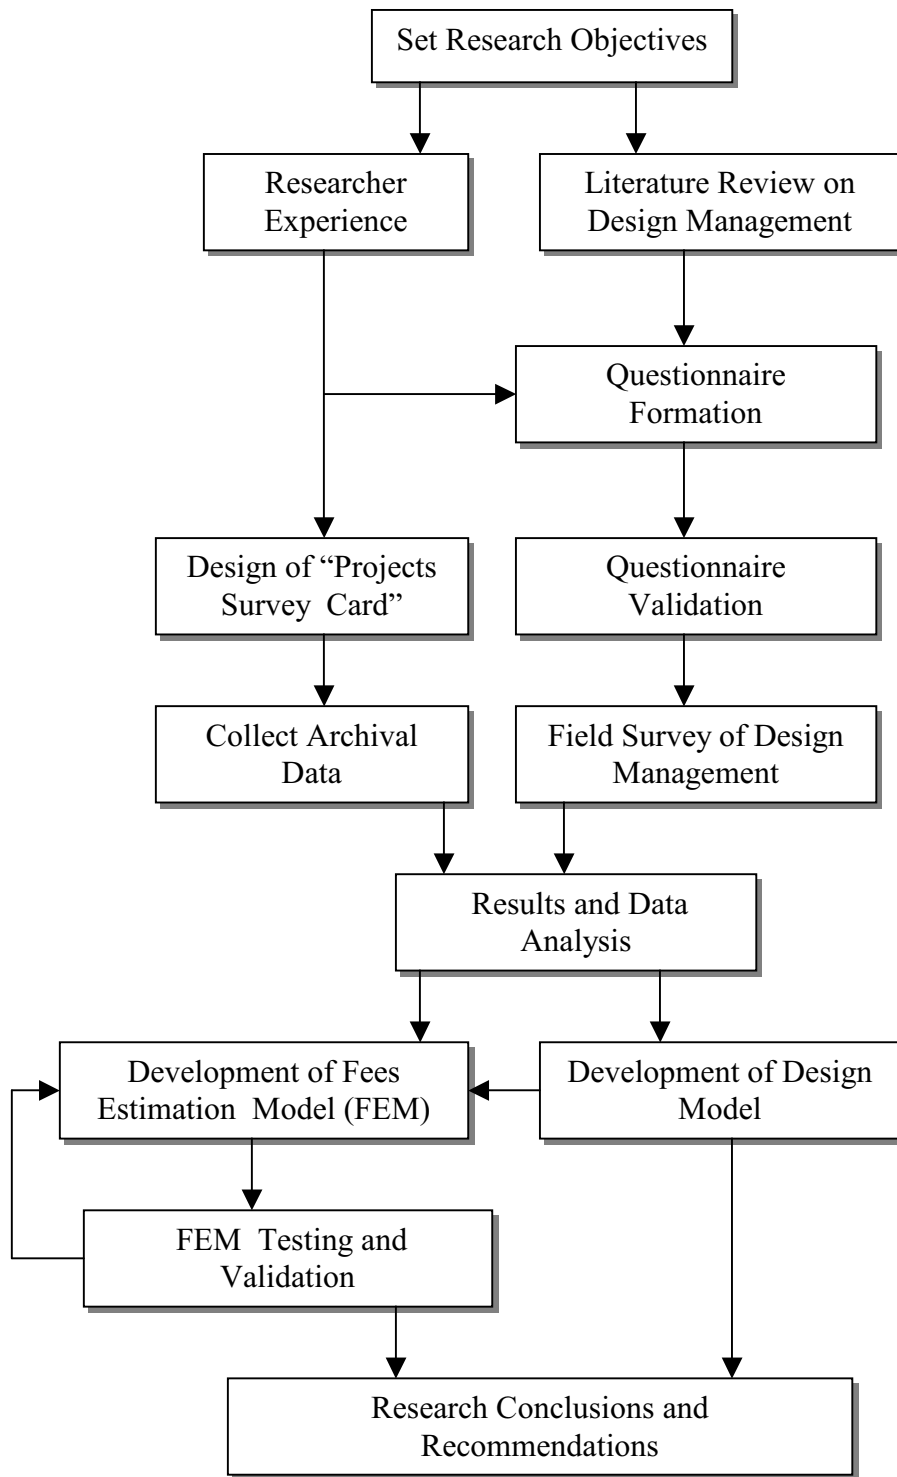 Set Research Objectives
Researcher
Experience
Literature Review on
Design Management
Questionnaire
Formation
Design of “Projects
Survey  Card”
Questionnaire
Validation
Collect Archival
Data
Field Survey of Design
Management
Results and Data
Analysis
Development of Fees
Estimation  Model (FEM)
Development of Design
Model
FEM  Testing and
Validation
Research Conclusions and
Recommendations